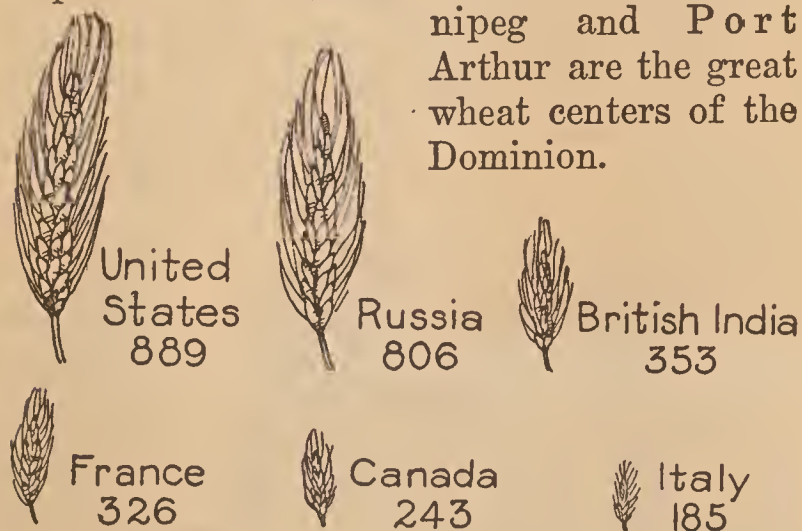 nipeg and Port
Arthur are the great
wheat centers of the
Dominion.
United
States
889
Russia
806
British India
353
France
326
Canada
243
Italy
185